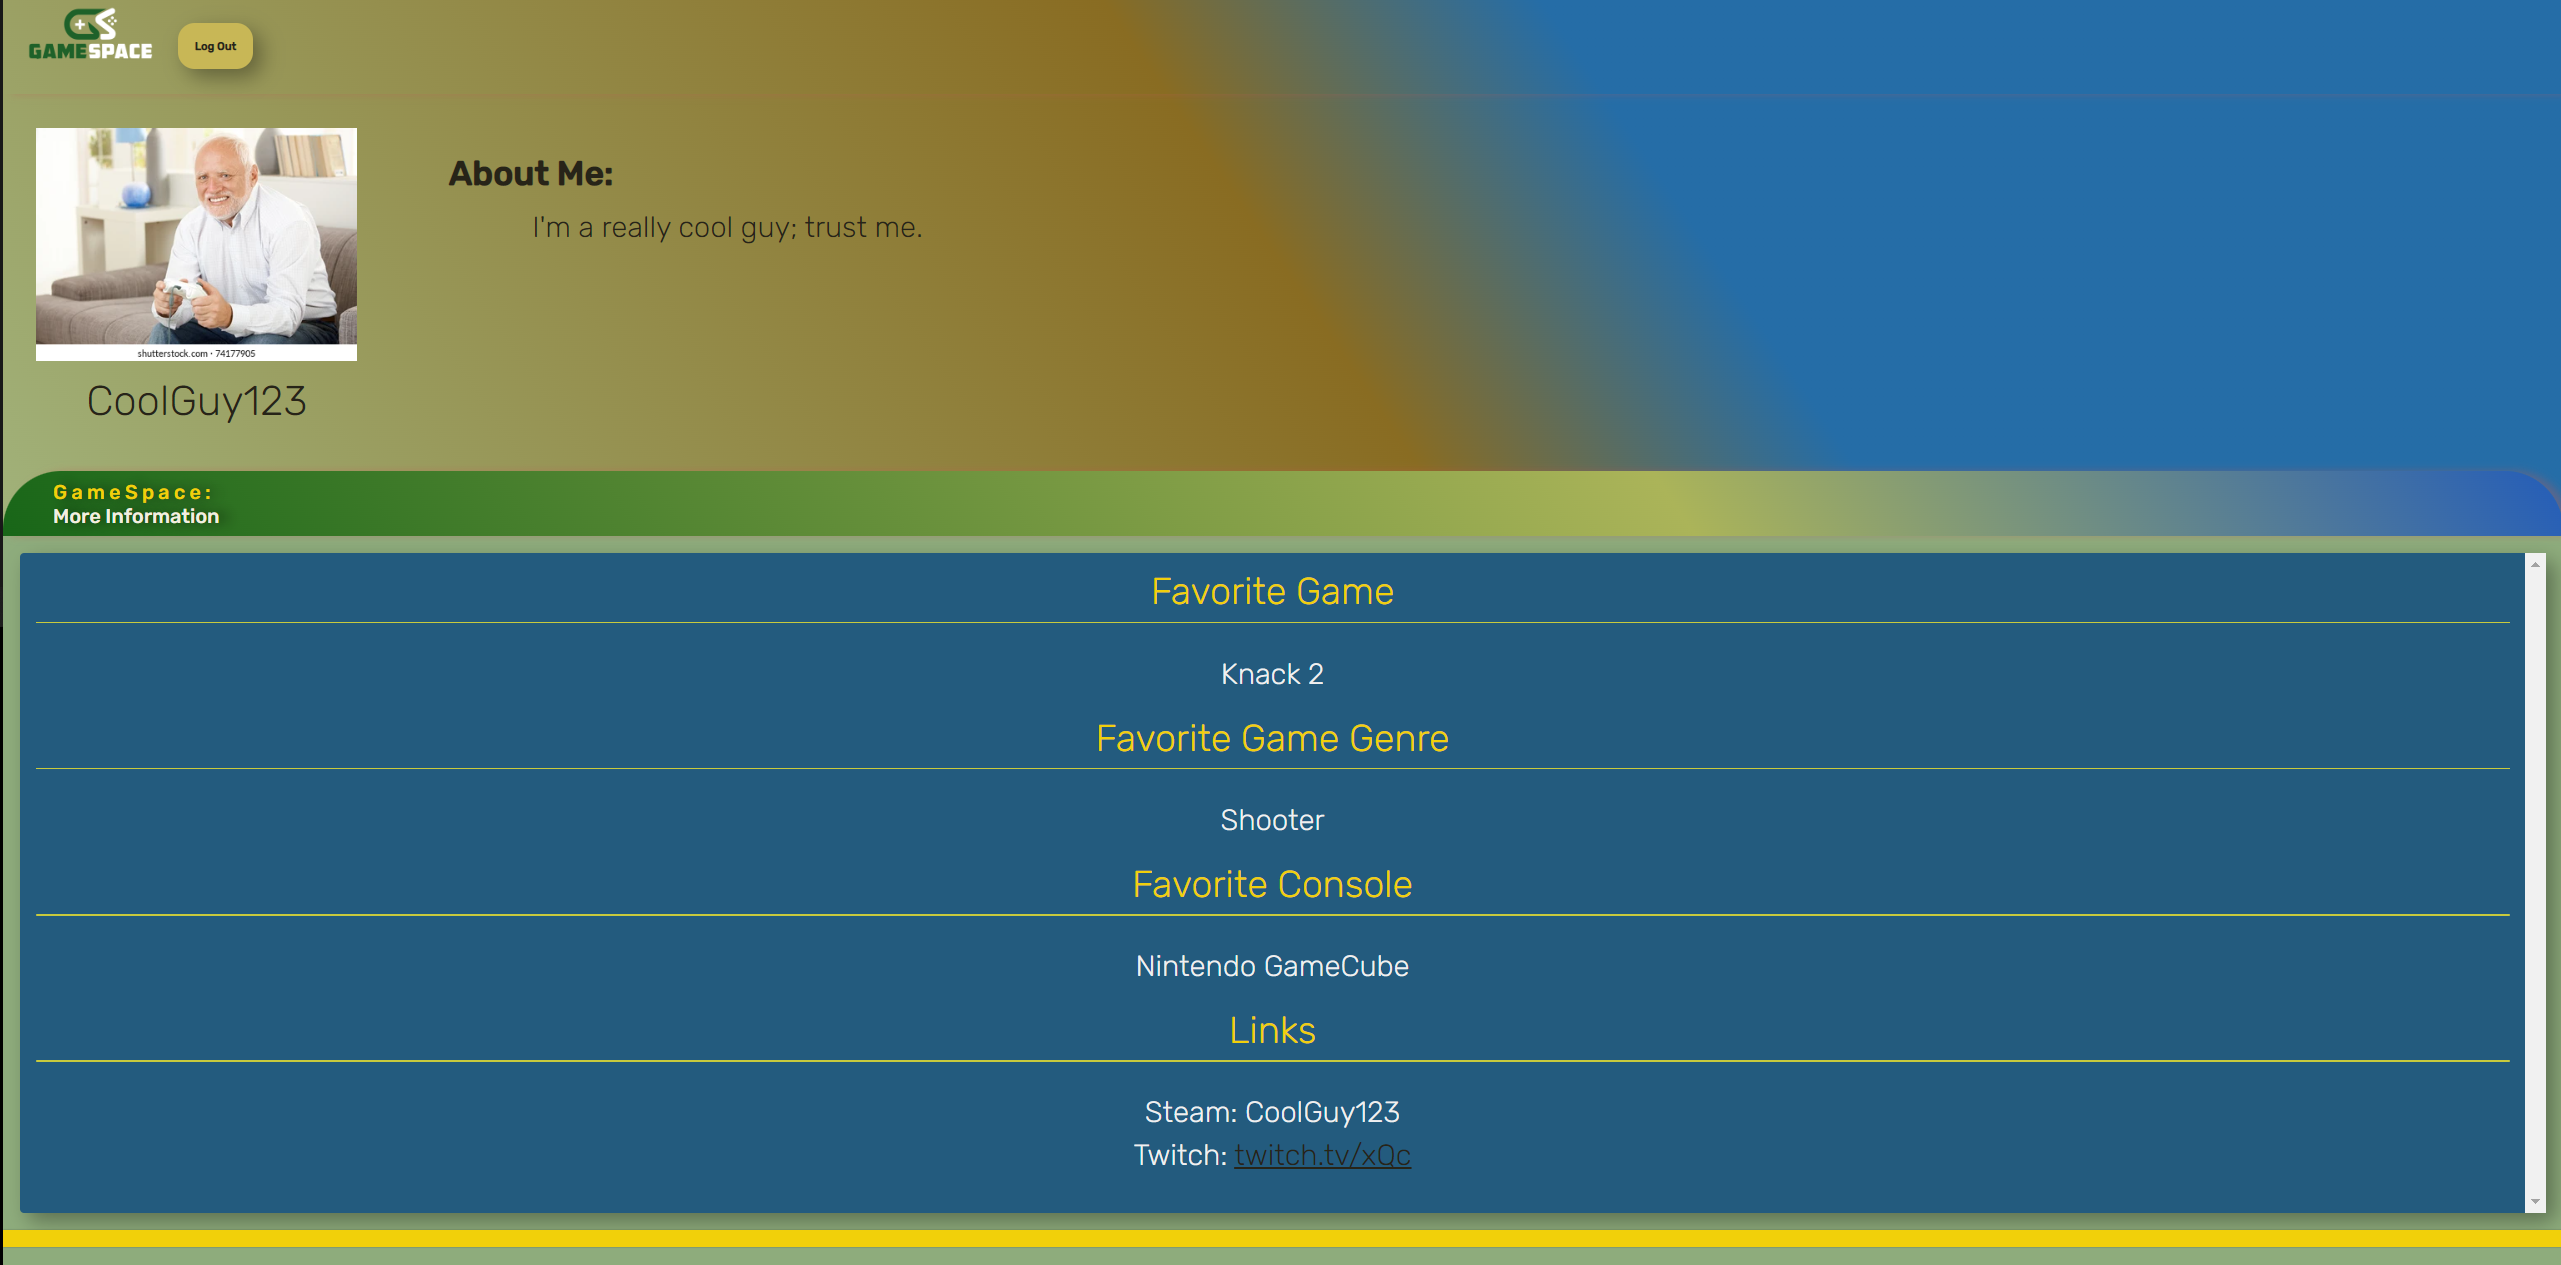 GAMESPACE
Log Out
About Me:
I'm a really cool guy; trust me.
shutterstock.com · 74177905
CoolGuy123
GameSpace:
More Information
Favorite Game
Knack 2
Favorite Game Genre
Shooter
Favorite Console
Nintendo GameCube
Links
Steam: CoolGuy123
Twitch: twitch.tv/xQc